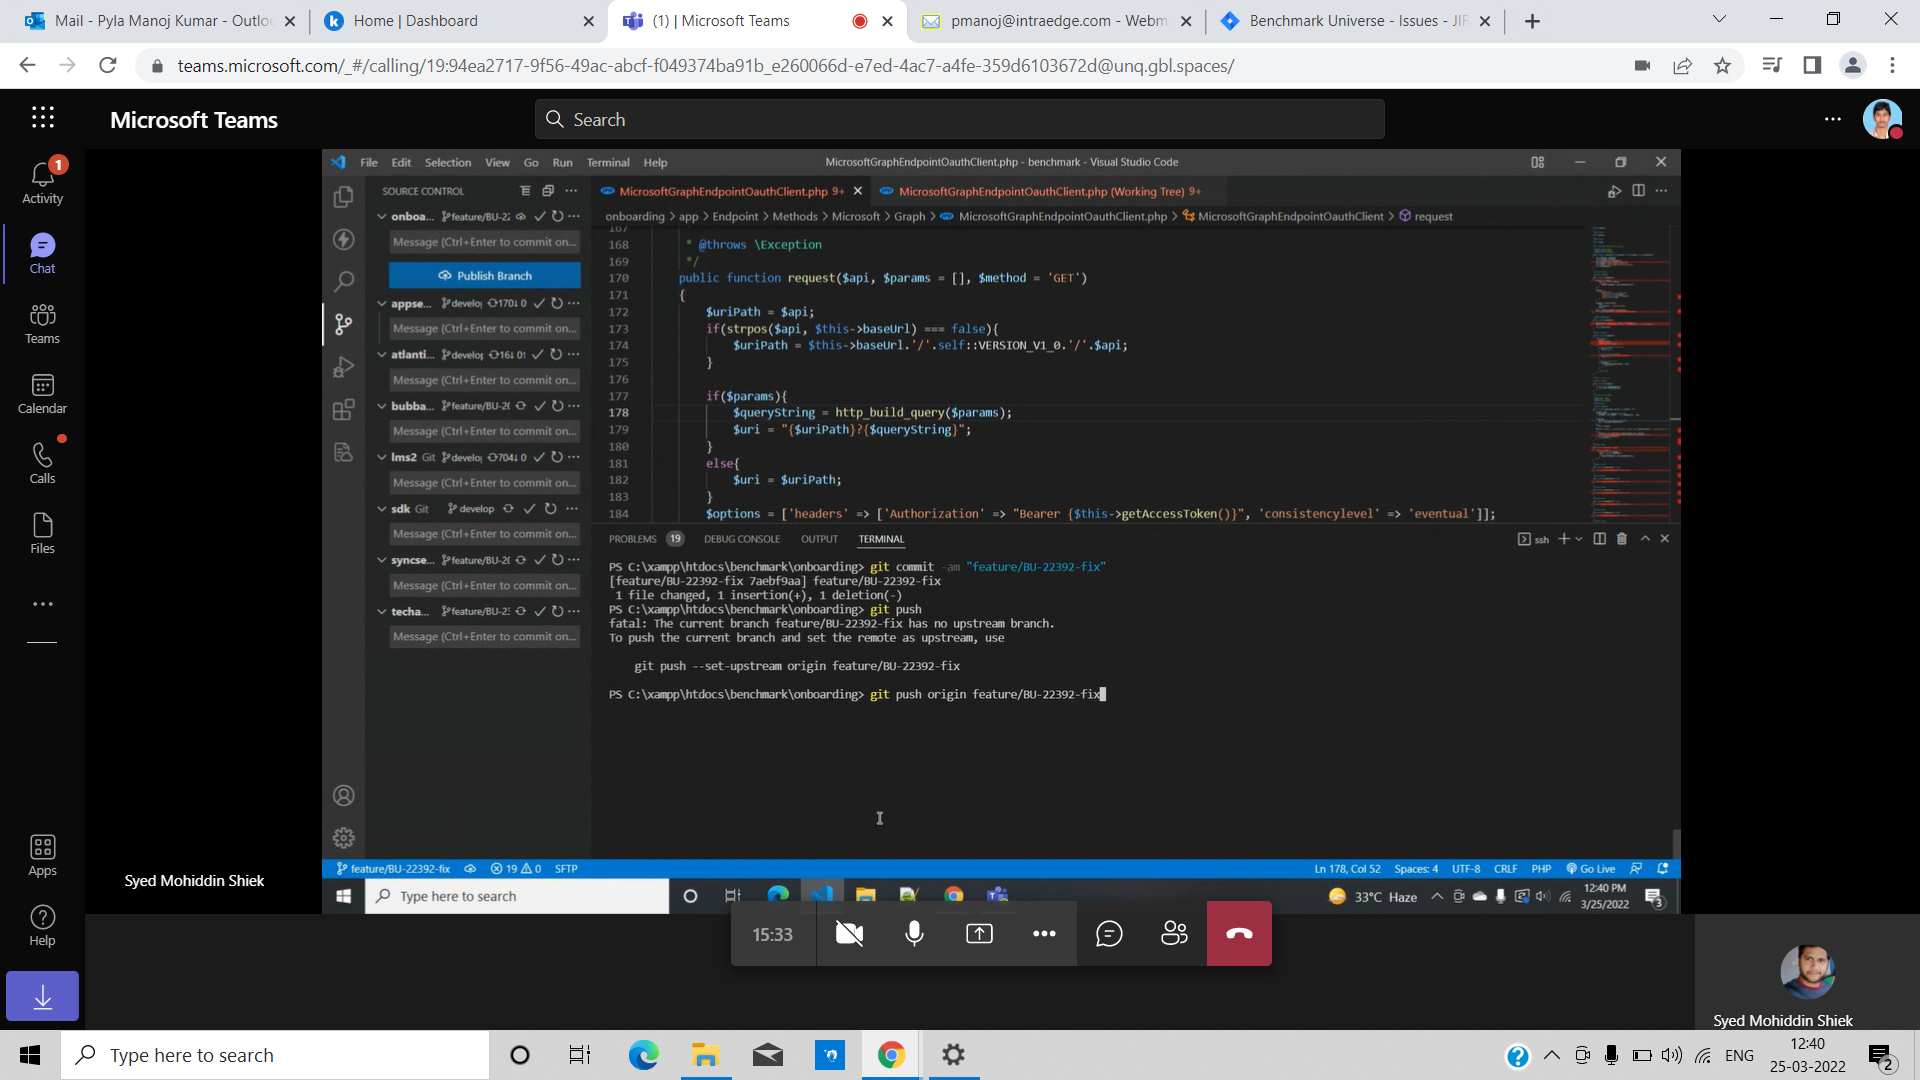 Mail - Pyla Manoj Kumar - Outlo
Home | Dashboard
(1) | Microsoft Teams
pmanoj@intraedge.com - Webm
Benchmark Universe - Issues - JIR
teams.microsoft.com/_#/calling/19:94ea2717-9f56-49ac-abcf-f049374ba91b_e260066d-e7ed-4ac7-a4fe-359d6103672d@unq.gbl.spaces/
Microsoft Teams
Search
1
Activity
Chat
Teams
Calendar
Calls
Files
Apps
Help
File Edit Selection View Go Run Terminal Help
MicrosoftGraphEndpointOauthClient.php - benchmark - Visual Studio Code
SOURCE CONTROL
MicrosoftGraphEndpointOauthClient.php 9+
MicrosoftGraphEndpointOauthClient.php (Working Tree) 9+
onboarding > app > Endpoint > Methods > Microsoft > Graph > MicrosoftGraphEndpointOauthClient.php > MicrosoftGraphEndpointOauthClient > request
onboa... feature/BU-22
Message (Ctrl+Enter to commit on...
Publish Branch
appse... develo 170↓ 0
Message (Ctrl+Enter to commit on...
atlanti... develop 16↓ 0↑
Message (Ctrl+Enter to commit on...
bubba... feature/BU-2
Message (Ctrl+Enter to commit on...
lms2 Git develo 704↓ 0
Message (Ctrl+Enter to commit on...
sdk Git develop
Message (Ctrl+Enter to commit on...
syncse... feature/BU-2
Message (Ctrl+Enter to commit on...
techa... feature/BU-2
Message (Ctrl+Enter to commit on...
167
168 * @throws \Exception
169 */
170 public function request($api, $params = [], $method = 'GET')
171 {
172 $uriPath = $api;
173 if(strpos($api, $this->baseUrl) === false){
174 $uriPath = $this->baseUrl.'/'.self::VERSION_V1_0.'/'.$api;
175 }
176
177 if($params){
178 $queryString = http_build_query($params);
179 $uri = "{$uriPath}?{$queryString}";
180 }
181 else{
182 $uri = $uriPath;
183 }
184 $options = ['headers' => ['Authorization' => "Bearer {$this->getAccessToken()}", 'consistencylevel' => 'eventual']];
PROBLEMS 19 DEBUG CONSOLE OUTPUT TERMINAL
ssh
PS C:\xampp\htdocs\benchmark\onboarding> git commit -am "feature/BU-22392-fix"
[feature/BU-22392-fix 7aebf9aa] feature/BU-22392-fix
1 file changed, 1 insertion(+), 1 deletion(-)
PS C:\xampp\htdocs\benchmark\onboarding> git push
fatal: The current branch feature/BU-22392-fix has no upstream branch.
To push the current branch and set the remote as upstream, use
git push --set-upstream origin feature/BU-22392-fix
PS C:\xampp\htdocs\benchmark\onboarding> git push origin feature/BU-22392-fix
feature/BU-22392-fix
19 0
SFTP
Ln 178, Col 52 Spaces: 4 UTF-8 CRLF PHP Go Live
Type here to search
33°C Haze
12:40 PM
3/25/2022
3
Syed Mohiddin Shiek
15:33
Syed Mohiddin Shiek
Type here to search
ENG
12:40
25-03-2022
2